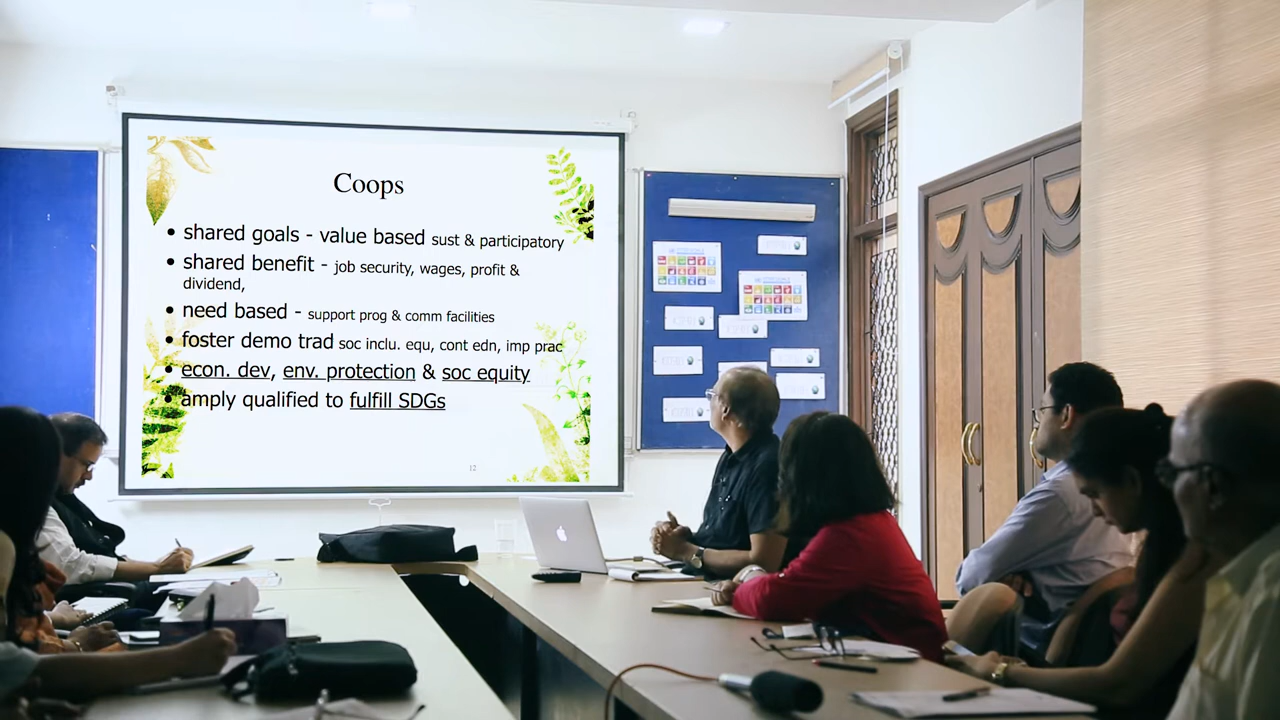 Coops
• shared goals - value based sust & participatory
• shared benefit - job security, wages, profit &
dividend,
• need based - support prog & comm facilities
• foster demo trad soc inclu. equ, cont edn, imp prac
• econ. dev, env. protection & soc equity
• amply qualified to fulfill SDGs
12